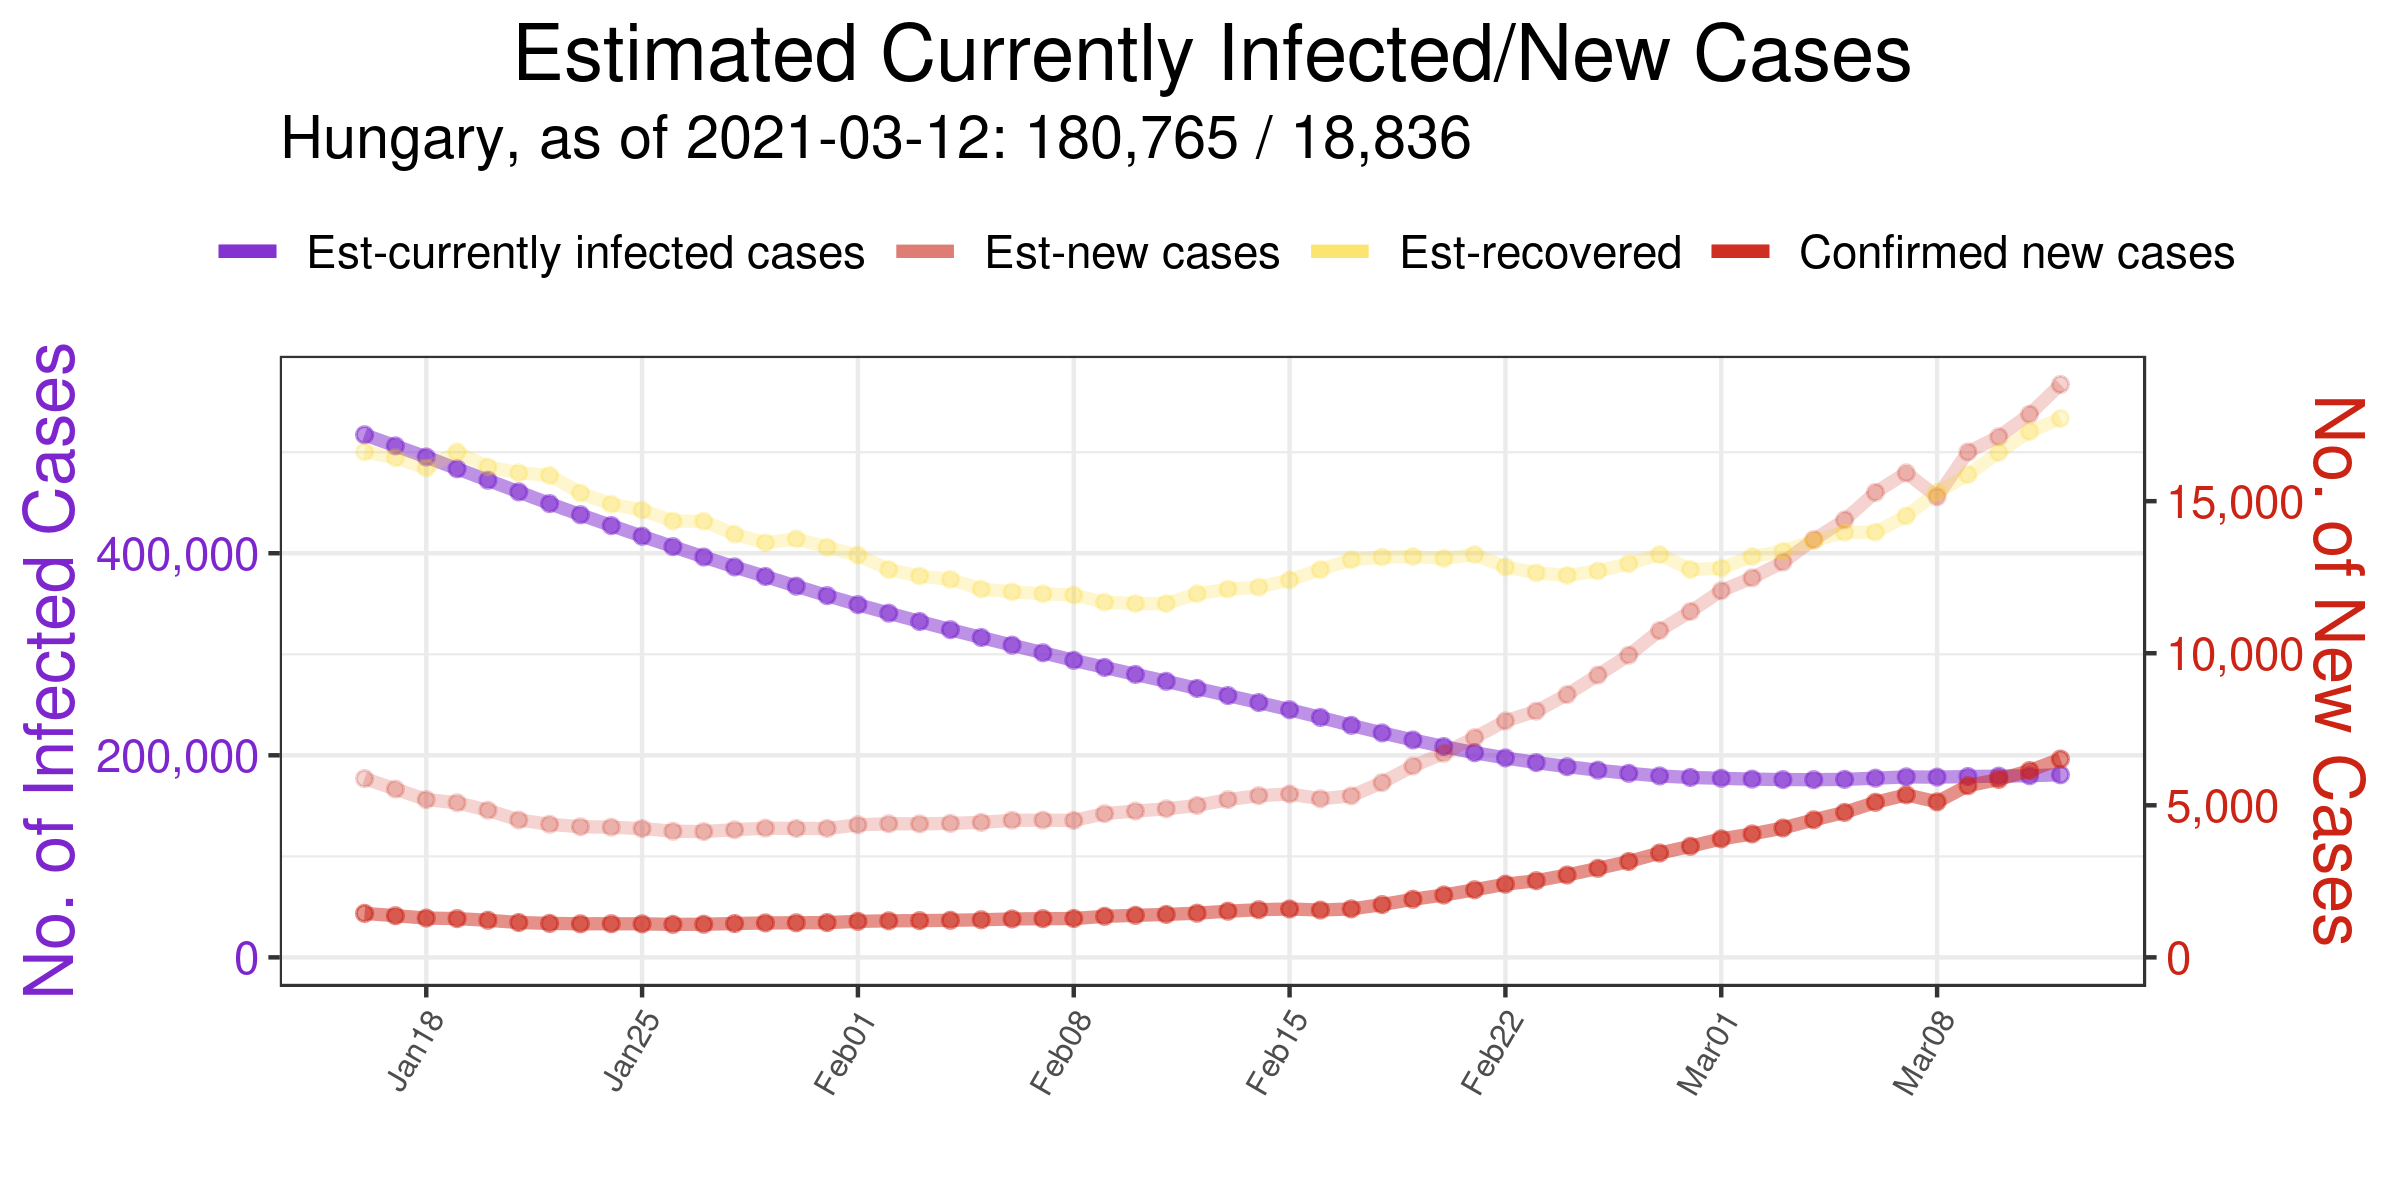 Estimated Currently Infected/New Cases
Hungary, as of 2021-03-12: 180,765 / 18,836
Est-currently infected cases Est-new cases Est-recovered Confirmed new cases
No. of Infected Cases
400,000
200,000
0
15,000
10,000
5,000
0
No. of New Cases
Jan18 Jan25 Feb01 Feb08 Feb15 Feb22 Mar01 Mar08